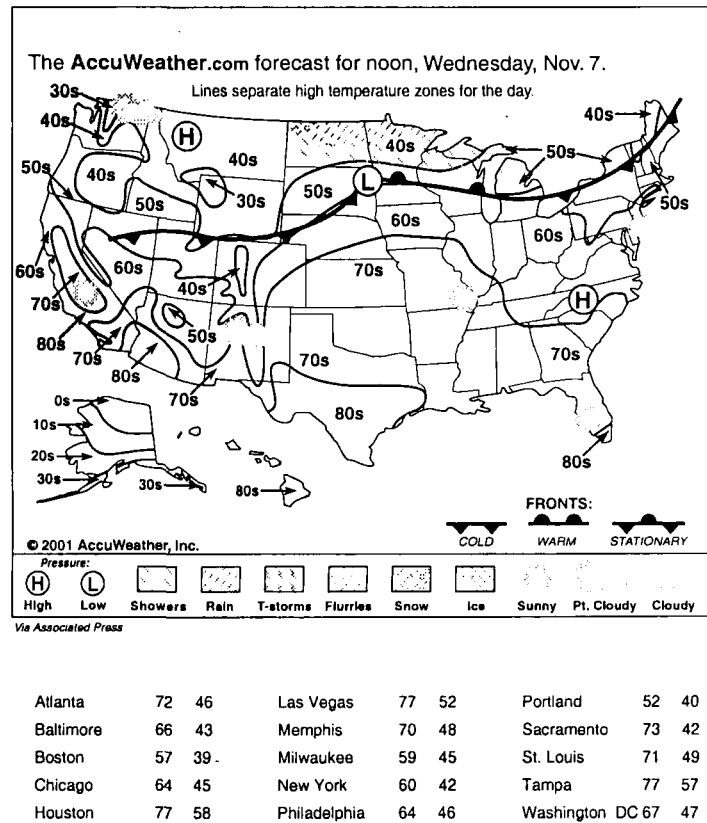 The AccuWeather.com forecast for noon, Wednesday, Nov. 7.
Lines separate high temperature zones for the day.
30s
40s
H
40s
40s
40s
50s
50s
40s
50s
30s
50s
L
50s
60s
60s
60s
60s
70s
40s
70s
H
80s
70s
50s
80s
70s
70s
80s
70s
80s
0s
10s
20s
30s
30s
80s
FRONTS:
COLD WARM STATIONARY
© 2001 AccuWeather, Inc.
Pressure:
H L
High Low Showers Rain T-storms Flurries Snow Ice Sunny Pt. Cloudy Cloudy
Via Associated Press
Atlanta 72 46 Las Vegas 77 52 Portland 52 40
Baltimore 66 43 Memphis 70 48 Sacramento 73 42
Boston 57 39 Milwaukee 59 45 St. Louis 71 49
Chicago 64 45 New York 60 42 Tampa 77 57
Houston 77 58 Philadelphia 64 46 Washington DC 67 47